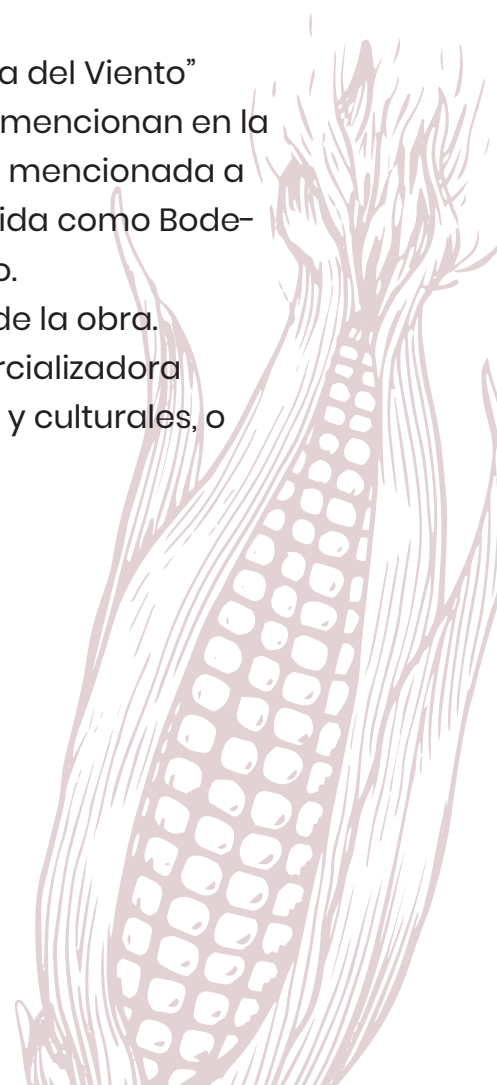 a del Viento”
mencionan en la
mencionada a
ida como Bode-
o.
de la obra.
rcializadora
y culturales, o